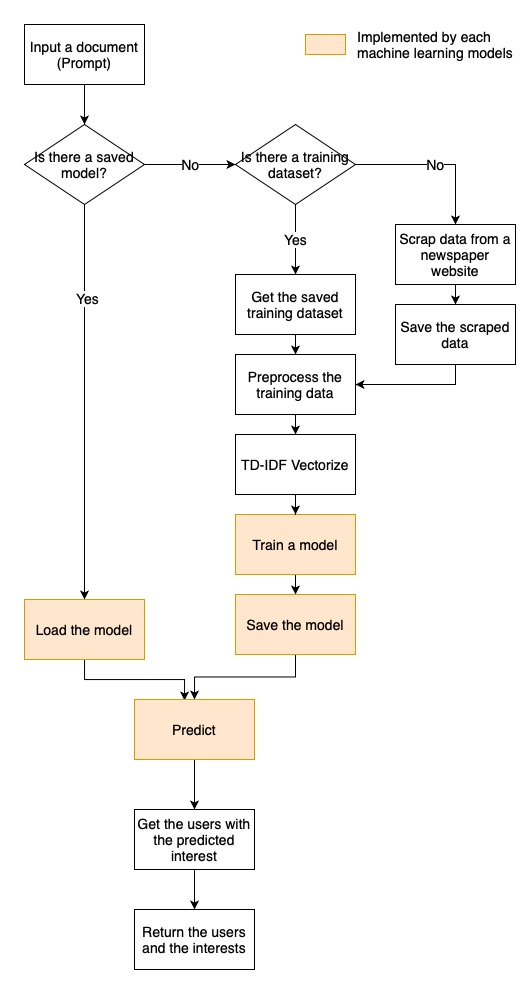 Input a document
(Prompt)
Implemented by each
machine learning models
Is there a saved
model?
No
Is there a training
dataset?
No
Yes
Scrap data from a
newspaper
website
Yes
Get the saved
training dataset
Save the scraped
data
Preprocess the
training data
TD-IDF Vectorize
Train a model
Load the model
Save the model
Predict
Get the users with
the predicted
interest
Return the users
and the interests